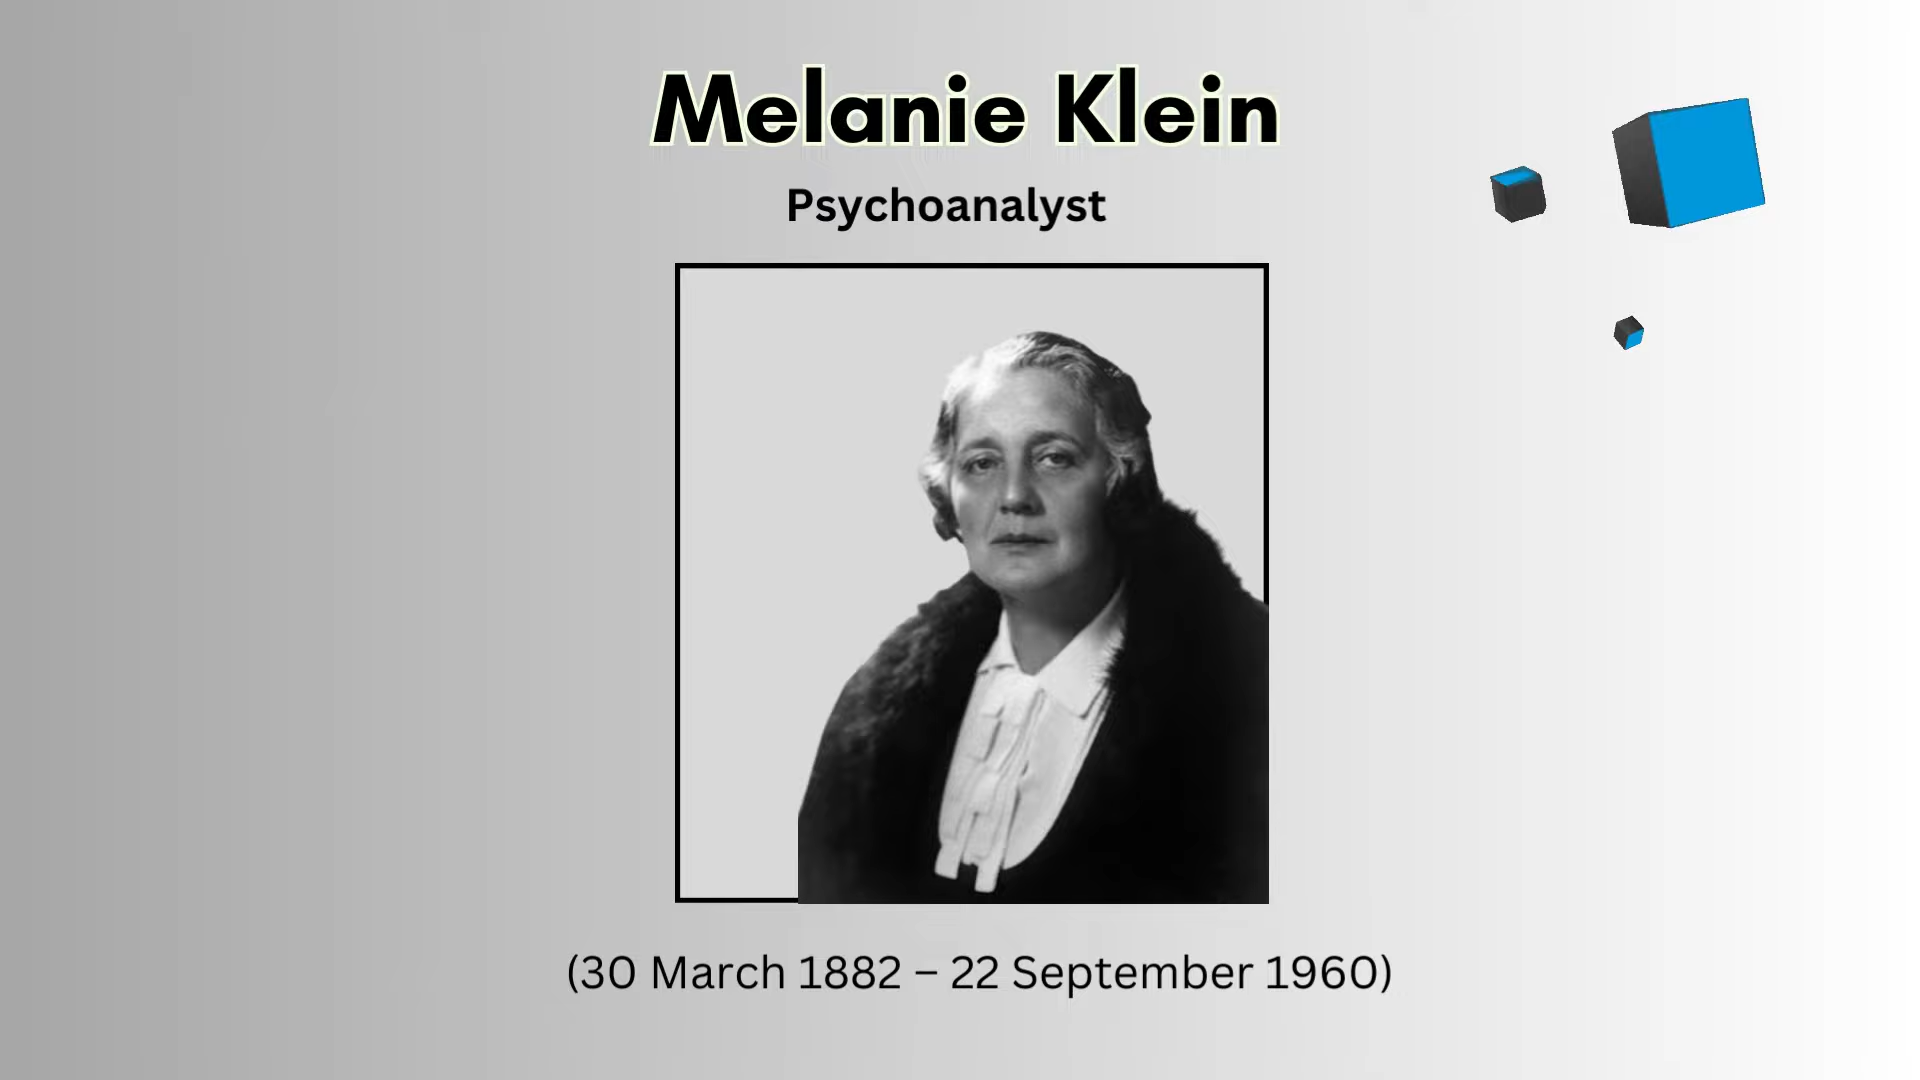 Melanie Klein
Psychoanalyst
(30 March 1882 – 22 September 1960)